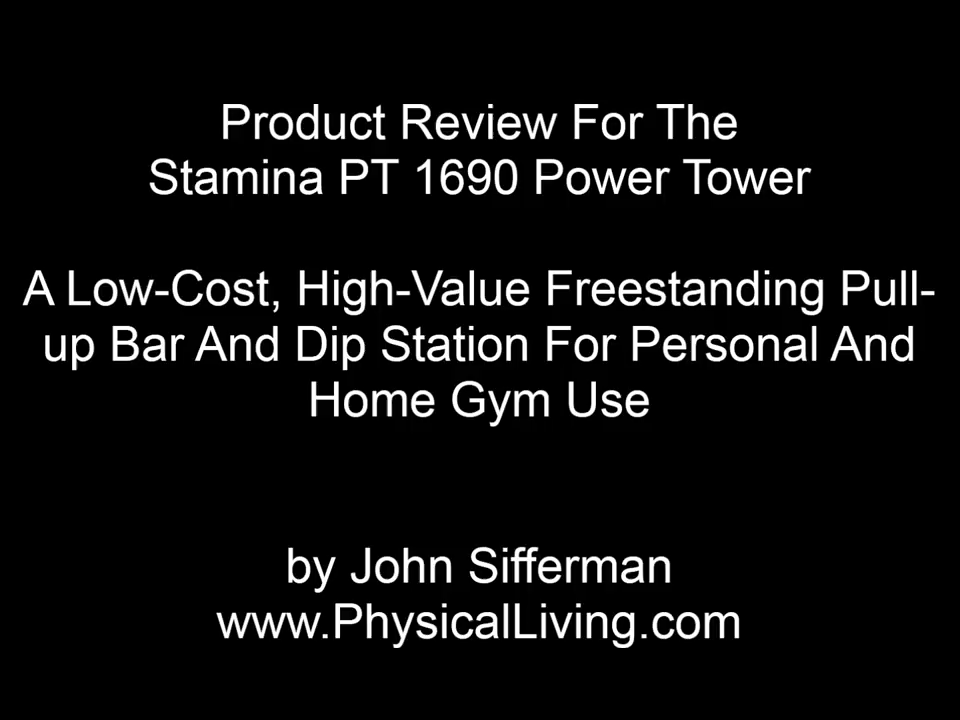 Product Review For The
Stamina PT 1690 Power Tower
A Low-Cost, High-Value Freestanding Pull-
up Bar And Dip Station For Personal And
Home Gym Use
by John Sifferman
www.PhysicalLiving.com